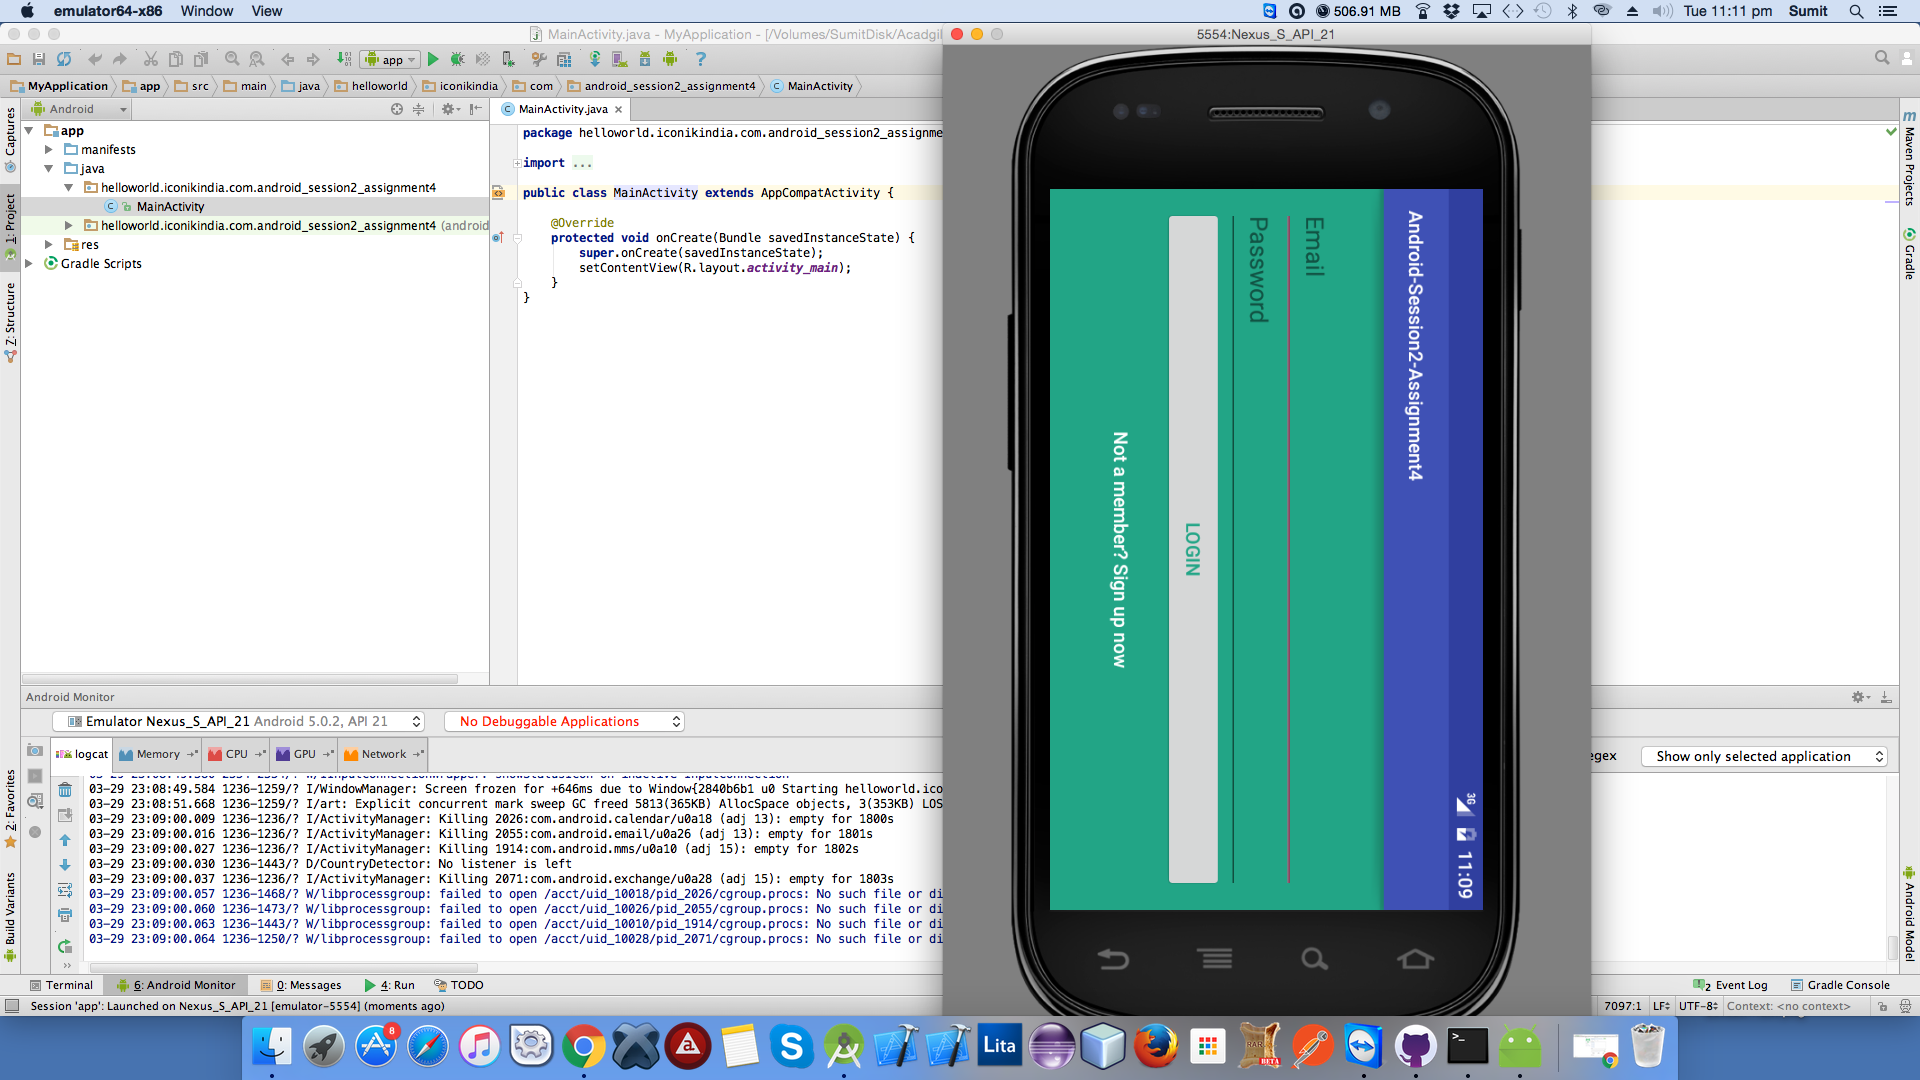 emulator64-x86 Window View
506.91 MB Tue 11:11 pm Sumit
MainActivity.java - MyApplication - [/Volumes/SumitDisk/Acadgil
5554:Nexus_S_API_21
app
MyApplication app src main java helloworld iconikindia com android_session2_assignment4 MainActivity
Android
MainActivity.java
Captures
1: Project
Z: Structure
2: Favorites
Build Variants
app
manifests
java
helloworld.iconikindia.com.android_session2_assignment4
MainActivity
helloworld.iconikindia.com.android_session2_assignment4 (android
res
Gradle Scripts
package helloworld.iconikindia.com.android_session2_assignme
import ...
public class MainActivity extends AppCompatActivity {
@Override
protected void onCreate(Bundle savedInstanceState) {
super.onCreate(savedInstanceState);
setContentView(R.layout.activity_main);
}
}
Android-Session2-Assignment4
3G 11:09
Email
Password
LOGIN
Not a member? Sign up now
m Maven Projects
Gradle
Android Model
Android Monitor
Emulator Nexus_S_API_21 Android 5.0.2, API 21
No Debuggable Applications
logcat Memory CPU GPU Network
egex
Show only selected application
03-29 23:08:49.584 1236-1259/? I/WindowManager: Screen frozen for +646ms due to Window{2840b6b1 u0 Starting helloworld.ico
03-29 23:08:51.668 1236-1259/? I/art: Explicit concurrent mark sweep GC freed 5813(365KB) AllocSpace objects, 3(353KB) LOS
03-29 23:09:00.009 1236-1236/? I/ActivityManager: Killing 2026:com.android.calendar/u0a18 (adj 13): empty for 1800s
03-29 23:09:00.016 1236-1236/? I/ActivityManager: Killing 2055:com.android.email/u0a26 (adj 13): empty for 1801s
03-29 23:09:00.027 1236-1236/? I/ActivityManager: Killing 1914:com.android.mms/u0a10 (adj 15): empty for 1802s
03-29 23:09:00.030 1236-1443/? D/CountryDetector: No listener is left
03-29 23:09:00.037 1236-1236/? I/ActivityManager: Killing 2071:com.android.exchange/u0a28 (adj 15): empty for 1803s
03-29 23:09:00.057 1236-1468/? W/libprocessgroup: failed to open /acct/uid_10018/pid_2026/cgroup.procs: No such file or di
03-29 23:09:00.060 1236-1473/? W/libprocessgroup: failed to open /acct/uid_10026/pid_2055/cgroup.procs: No such file or di
03-29 23:09:00.063 1236-1443/? W/libprocessgroup: failed to open /acct/uid_10010/pid_1914/cgroup.procs: No such file or di
03-29 23:09:00.064 1236-1250/? W/libprocessgroup: failed to open /acct/uid_10028/pid_2071/cgroup.procs: No such file or di
Terminal 6: Android Monitor 0: Messages 4: Run TODO
2 Event Log Gradle Console
Session 'app': Launched on Nexus_S_API_21 [emulator-5554] (moments ago)
7097:1 LF UTF-8 Context: <no context>
8
Lita
RAR
BETA